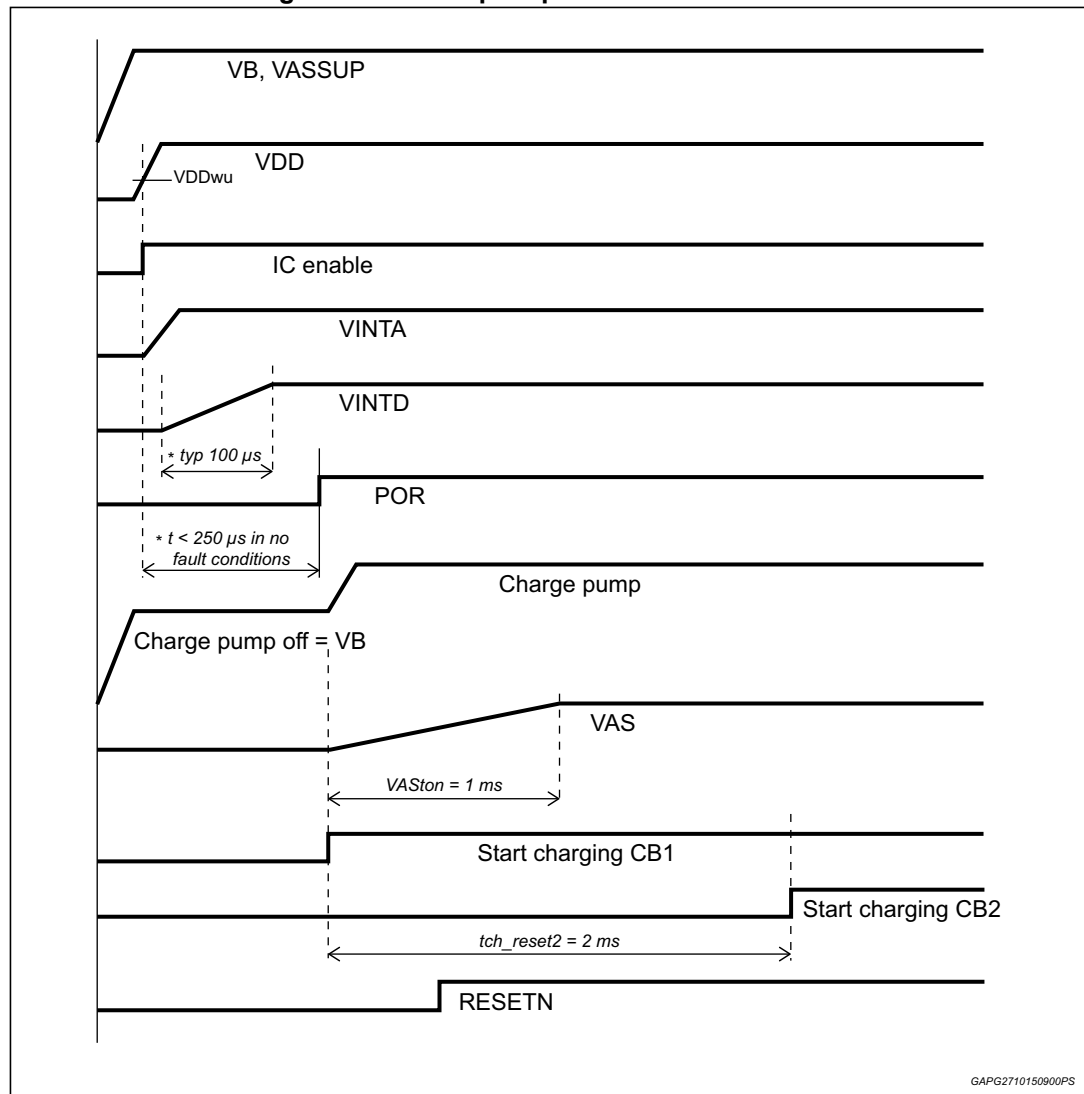 VB, VASSUP
VDD
VDDwu
IC enable
VINTA
VINTD
* typ 100 µs
POR
* t < 250 µs in no
fault conditions
Charge pump
Charge pump off = VB
VAS
VASton = 1 ms
Start charging CB1
Start charging CB2
tch_reset2 = 2 ms
RESETN
GAPG2710150900PS